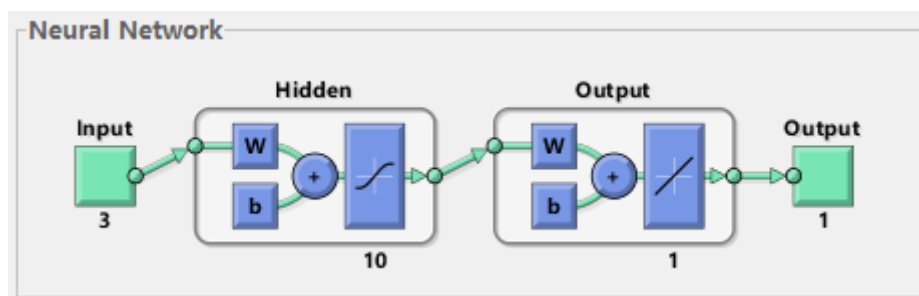 Neural Network
Hidden
Output
Input
Output
W
W
+
+
b
b
3
1
10
1